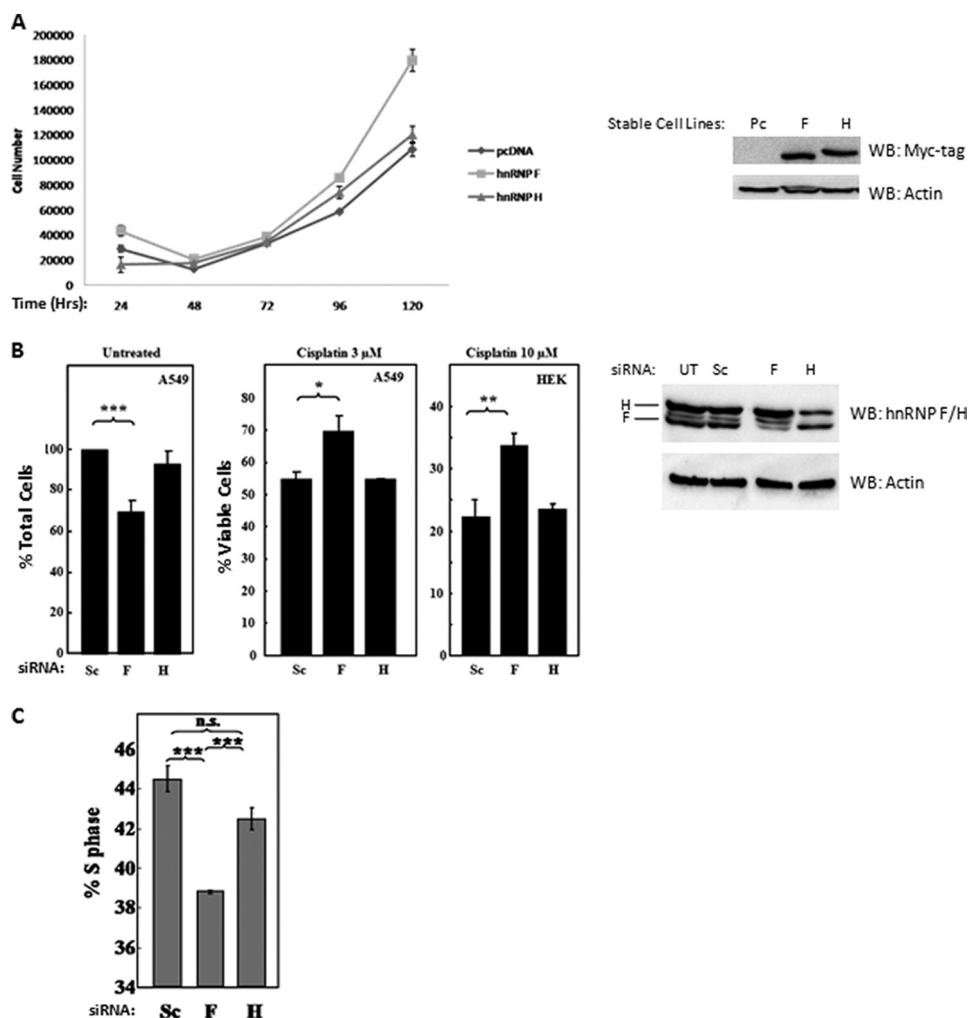 A
200000
180000
160000
140000
120000
100000
80000
60000
40000
20000
0
Cell Number
Time (Hrs): 24 48 72 96 120
pcDNA
hnRNP F
hnRNP H
Stable Cell Lines: Pc F H
WB: Myc-tag
WB: Actin
B
Untreated
A549
***
100
80
60
40
20
0
% Total Cells
siRNA: Sc F H
Cisplatin 3 µM
A549
*
80
70
60
50
40
30
20
10
0
% Viable Cells
Sc F H
Cisplatin 10 µM
HEK
**
40
30
20
10
0
Sc F H
siRNA: UT Sc F H
H
F
WB: hnRNP F/H
WB: Actin
C
n.s.
*** ***
46
44
42
40
38
36
34
% S phase
siRNA: Sc F H